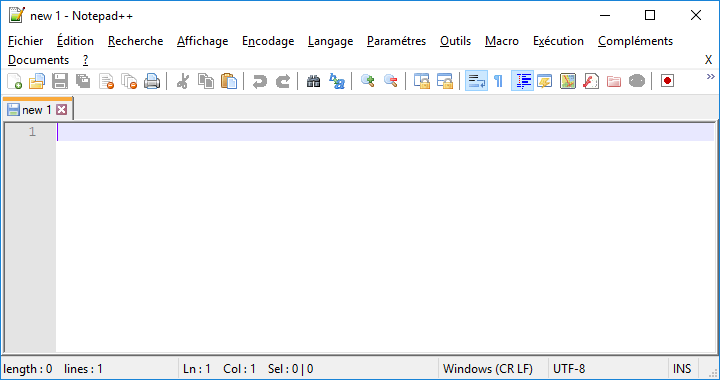 new 1 - Notepad++
Fichier Édition Recherche Affichage Encodage Langage Paramétres Outils Macro Exécution Compléments
Documents ? X
new 1
1
length : 0 lines : 1 Ln : 1 Col : 1 Sel : 0 | 0 Windows (CR LF) UTF-8 INS